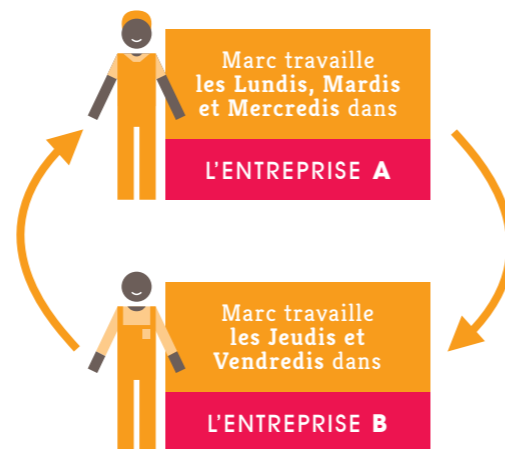 Marc travaille
les Lundis, Mardis
et Mercredis dans
L'ENTREPRISE A
Marc travaille
les Jeudis et
Vendredis dans
L'ENTREPRISE B